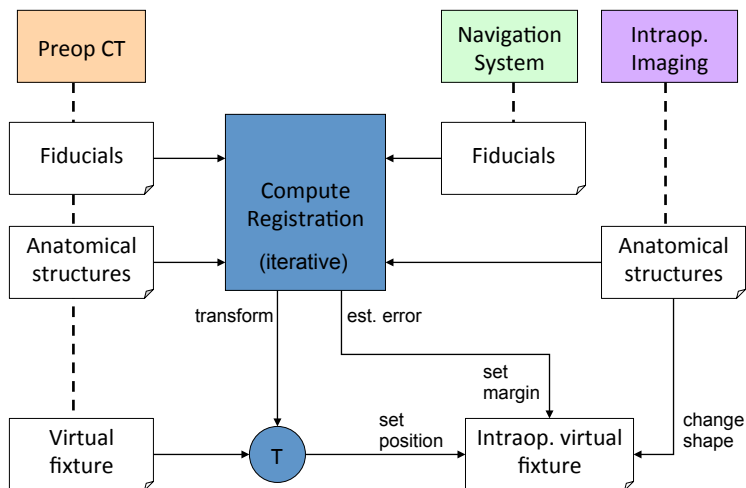 Preop CT
Navigation
System
Intraop.
Imaging
Fiducials
Compute
Registration
(iterative)
Fiducials
Anatomical
structures
Anatomical
structures
transform
est. error
set
margin
change
shape
Virtual
fixture
T
set
position
Intraop. virtual
fixture